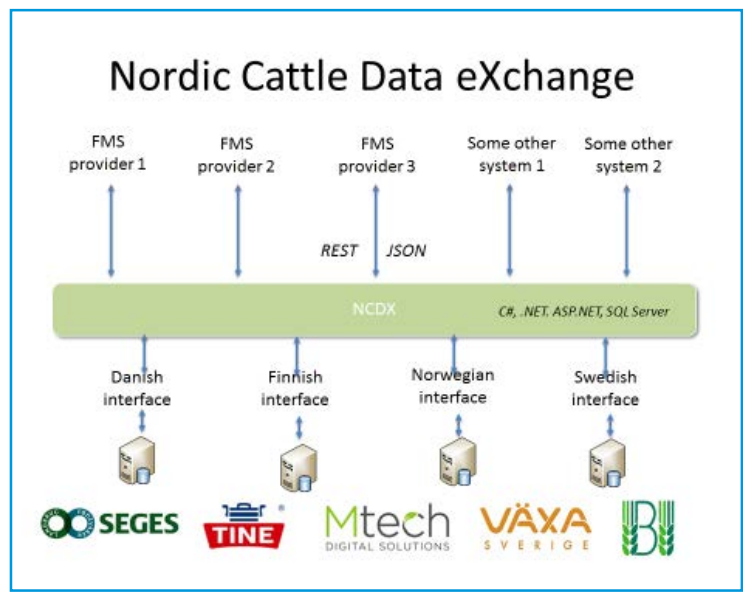 Nordic Cattle Data eXchange
FMS
provider 1
FMS
provider 2
FMS
provider 3
Some other
system 1
Some other
system 2
REST
JSON
NCDX
C#, .NET. ASP.NET, SQL Server
Danish
interface
Finnish
interface
Norwegian
interface
Swedish
interface
SEGES
TINE
®
Mtech
DIGITAL SOLUTIONS
VÄXA
SVERIGE
B